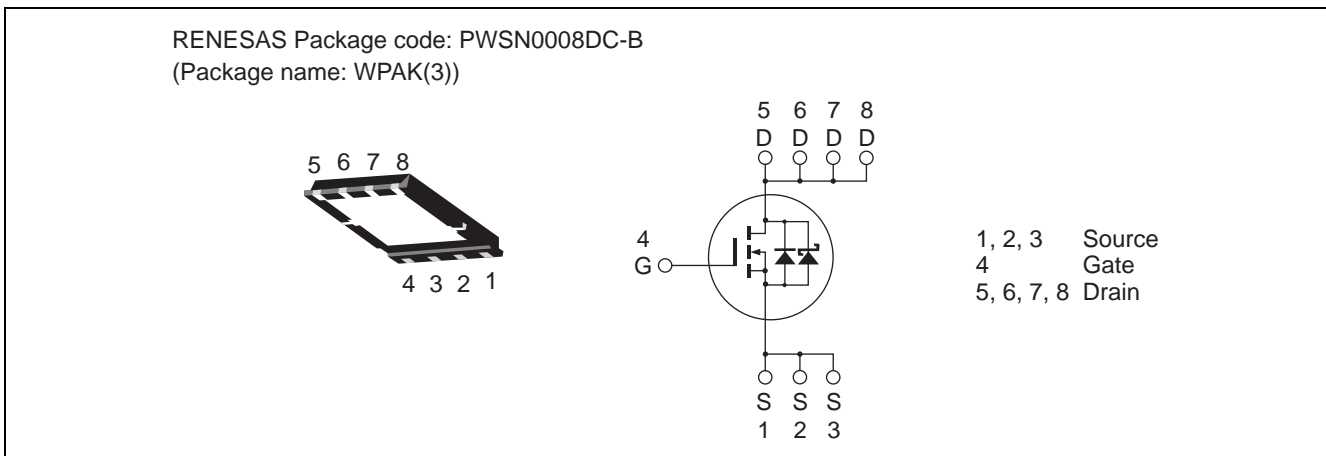 RENESAS Package code: PWSN0008DC-B
(Package name: WPAK(3))
5 6 7 8
D D D D
5 6 7 8
4
G
4 3 2 1
S S S
1 2 3
1, 2, 3 Source
4 Gate
5, 6, 7, 8 Drain